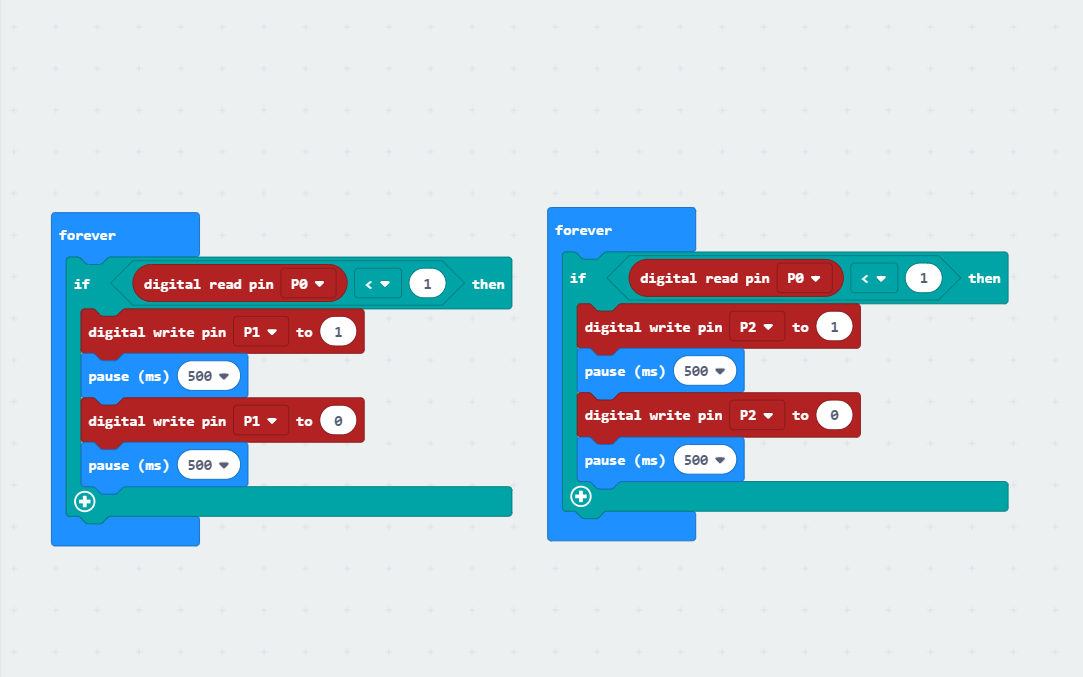 forever
if digital read pin P0 < 1 then
digital write pin P1 to 1
pause (ms) 500
digital write pin P1 to 0
pause (ms) 500
forever
if digital read pin P0 < 1 then
digital write pin P2 to 1
pause (ms) 500
digital write pin P2 to 0
pause (ms) 500